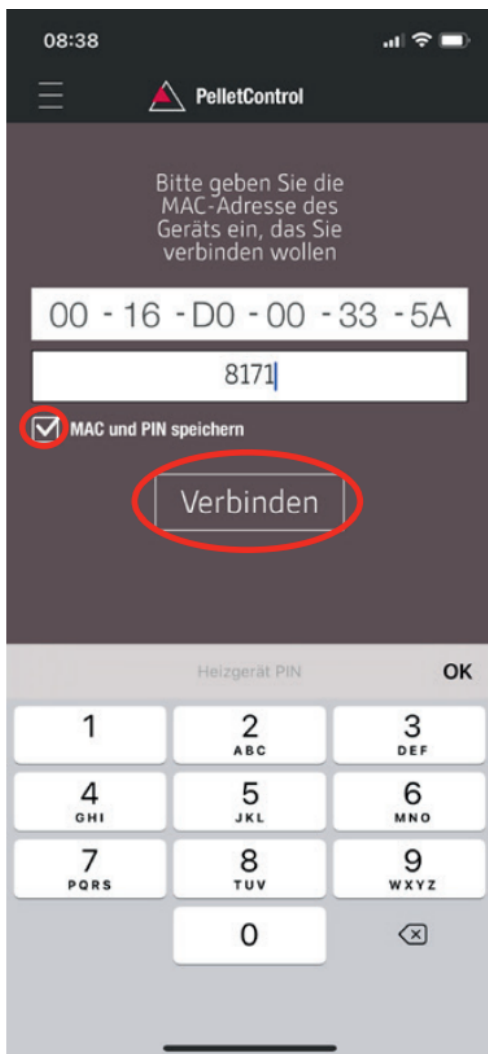 08:38
PelletControl
Bitte geben Sie die
MAC-Adresse des
Geräts ein, das Sie
verbinden wollen
00 - 16 - D0 - 00 - 33 - 5A
8171
MAC und PIN speichern
Verbinden
Heizgerät PIN OK
1 2 3
ABC DEF
4 5 6
GHI JKL MNO
7 8 9
PQRS TUV WXYZ
0